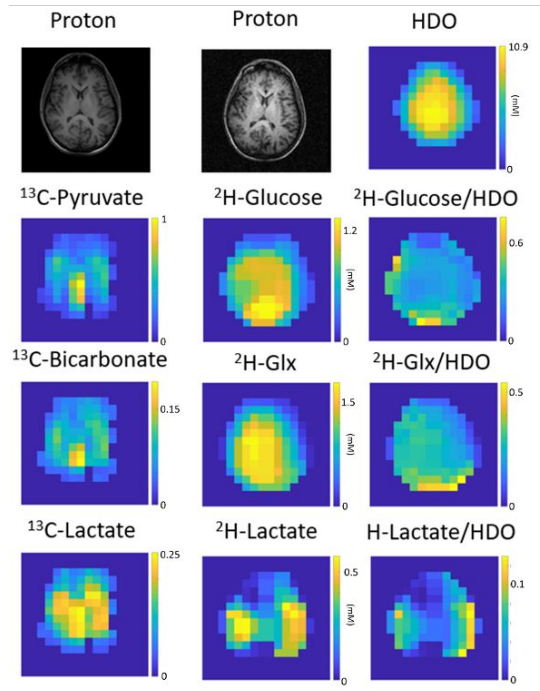 Proton
Proton
HDO
10.9
(mM)
0
¹³C-Pyruvate
²H-Glucose
²H-Glucose/HDO
1
0
1.2
(mM)
0
0.6
0
¹³C-Bicarbonate
²H-Glx
²H-Glx/HDO
0.15
0
1.5
(mM)
0
0.5
0
¹³C-Lactate
²H-Lactate
H-Lactate/HDO
0.25
0
0.5
(mM)
0
0.1
0